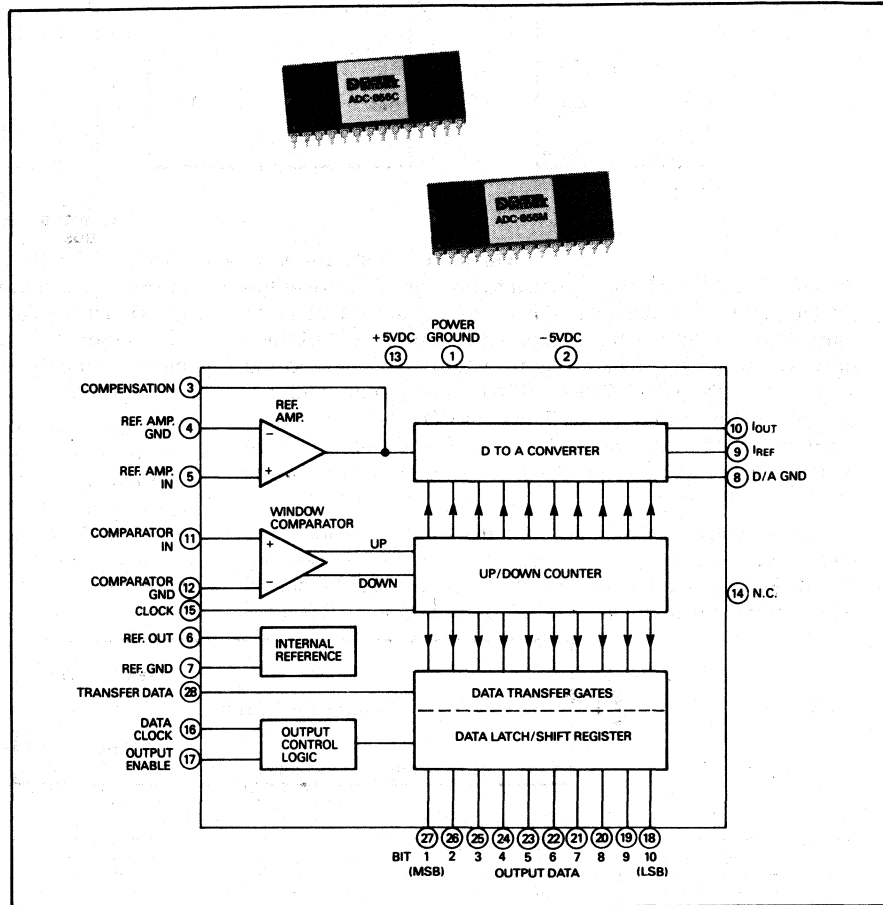 ADC-856C
ADC-856M
+5VDC
13
POWER
GROUND
1
-5VDC
2
COMPENSATION 3
REF. AMP. GND 4
REF. AMP. IN 5
REF. AMP.
D TO A CONVERTER
10 IOUT
9 IREF
8 D/A GND
COMPARATOR IN 11
COMPARATOR GND 12
CLOCK 15
WINDOW COMPARATOR
UP
DOWN
UP/DOWN COUNTER
14 N.C.
REF. OUT 6
REF. GND 7
INTERNAL REFERENCE
TRANSFER DATA 28
DATA TRANSFER GATES
DATA CLOCK 16
OUTPUT ENABLE 17
OUTPUT CONTROL LOGIC
DATA LATCH/SHIFT REGISTER
27 26 25 24 23 22 21 20 19 18
BIT 1 2 3 4 5 6 7 8 9 10
(MSB) OUTPUT DATA (LSB)